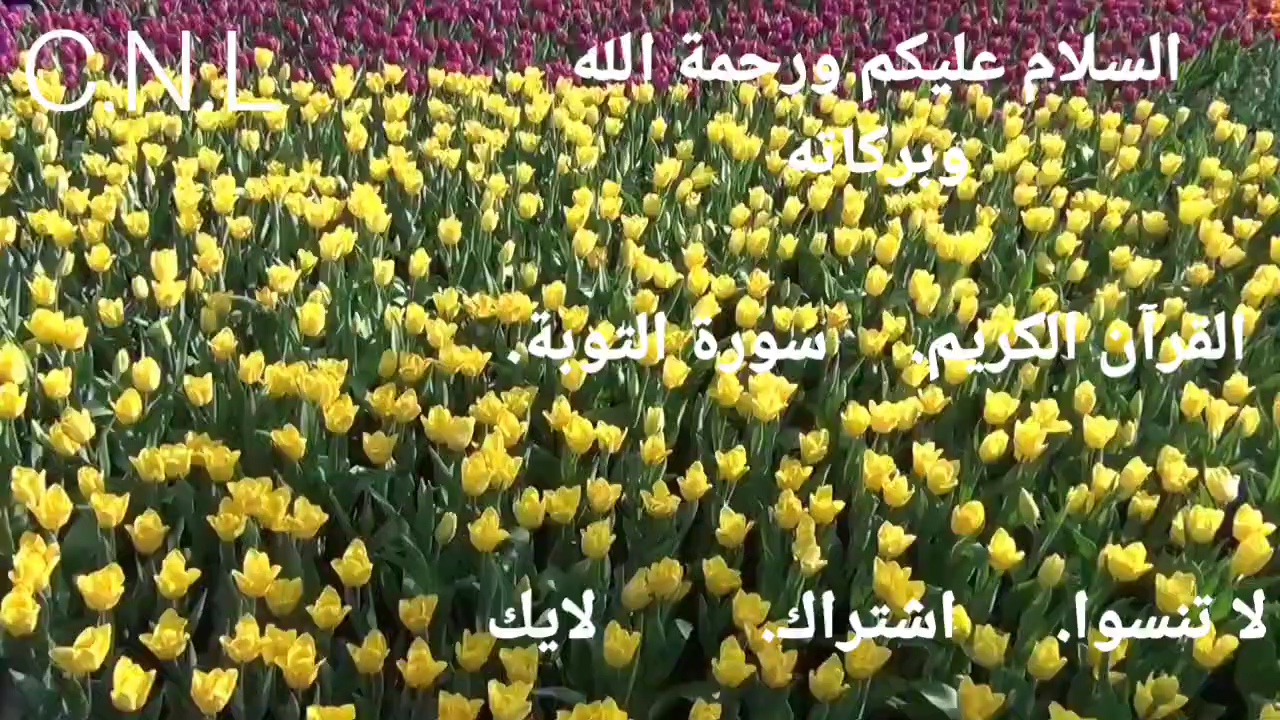 C.N.L
السلام عليكم ورحمة الله
وبركاته
القرآن الكريم. سورة التوبة.
لا تنسوا. اشتراك. لايك